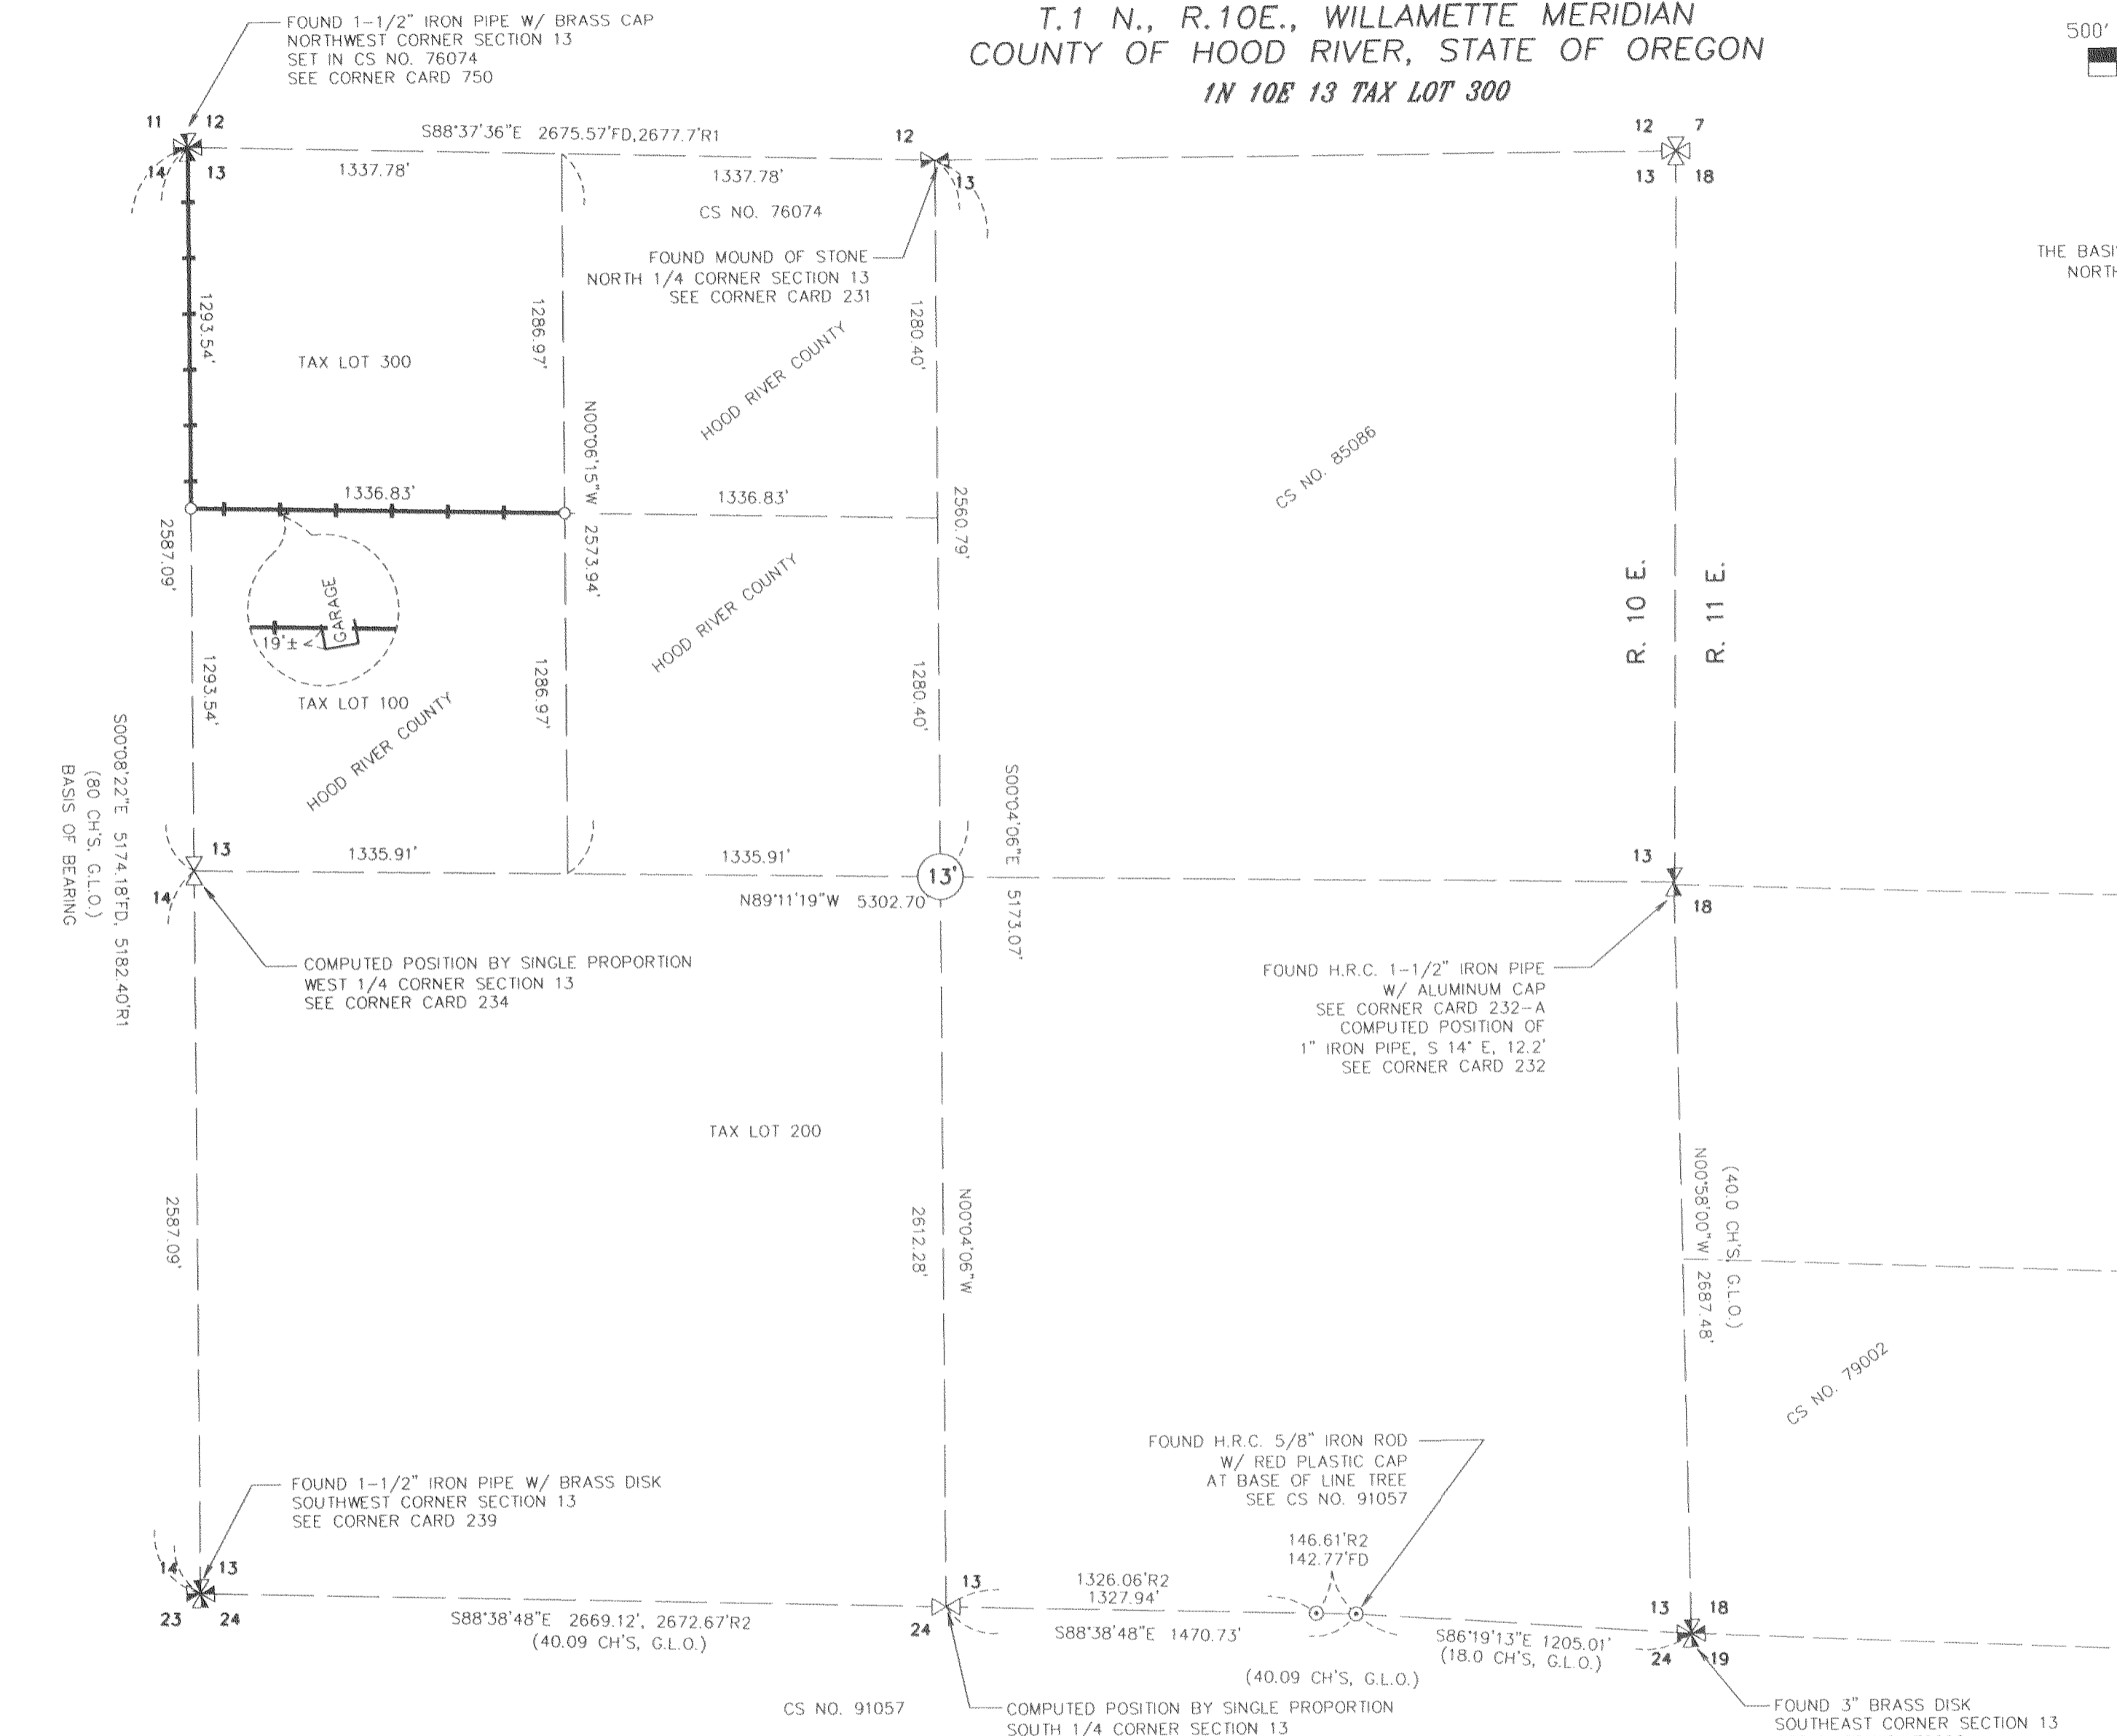 T.1 N., R.10E., WILLAMETTE MERIDIAN
COUNTY OF HOOD RIVER, STATE OF OREGON
1N 10E 13 TAX LOT 300
500'
FOUND 1-1/2" IRON PIPE W/ BRASS CAP
NORTHWEST CORNER SECTION 13
SET IN CS NO. 76074
SEE CORNER CARD 750
11 12
14 13
S88°37'36"E 2675.57'FD,2677.7'R1
1337.78'
1337.78'
12
13
12 7
13 18
CS NO. 76074
FOUND MOUND OF STONE
NORTH 1/4 CORNER SECTION 13
SEE CORNER CARD 231
THE BASI
NORTH
1293.54'
TAX LOT 300
1286.97'
HOOD RIVER COUNTY
1280.40'
CS NO. 85086
N00°06'15"W 2573.94'
1336.83'
1336.83'
2560.79'
2587.09'
GARAGE
19'±
HOOD RIVER COUNTY
R. 10 E.
R. 11 E.
1293.54'
TAX LOT 100
HOOD RIVER COUNTY
1286.97'
1280.40'
S00°08'22"E 5174.18'FD, 5182.40'R1
(80 CH'S, G.L.O.)
BASIS OF BEARING
S00°04'06"E 5173.07'
13
14
1335.91'
1335.91'
13
N89°11'19"W 5302.70'
13
18
COMPUTED POSITION BY SINGLE PROPORTION
WEST 1/4 CORNER SECTION 13
SEE CORNER CARD 234
FOUND H.R.C. 1-1/2" IRON PIPE
W/ ALUMINUM CAP
SEE CORNER CARD 232-A
COMPUTED POSITION OF
1" IRON PIPE, S 14° E, 12.2'
SEE CORNER CARD 232
TAX LOT 200
2587.09'
2612.28'
N00°04'06"W
N00°58'00"W 2687.48'
(40.0 CH'S, G.L.O.)
CS NO. 79002
FOUND 1-1/2" IRON PIPE W/ BRASS DISK
SOUTHWEST CORNER SECTION 13
SEE CORNER CARD 239
FOUND H.R.C. 5/8" IRON ROD
W/ RED PLASTIC CAP
AT BASE OF LINE TREE
SEE CS NO. 91057
146.61'R2
142.77'FD
14 13
23 24
S88°38'48"E 2669.12', 2672.67'R2
(40.09 CH'S, G.L.O.)
13
24
1326.06'R2
1327.94'
S88°38'48"E 1470.73'
(40.09 CH'S, G.L.O.)
S86°19'13"E 1205.01'
(18.0 CH'S, G.L.O.)
13 18
24 19
CS NO. 91057
COMPUTED POSITION BY SINGLE PROPORTION
SOUTH 1/4 CORNER SECTION 13
FOUND 3" BRASS DISK
SOUTHEAST CORNER SECTION 13